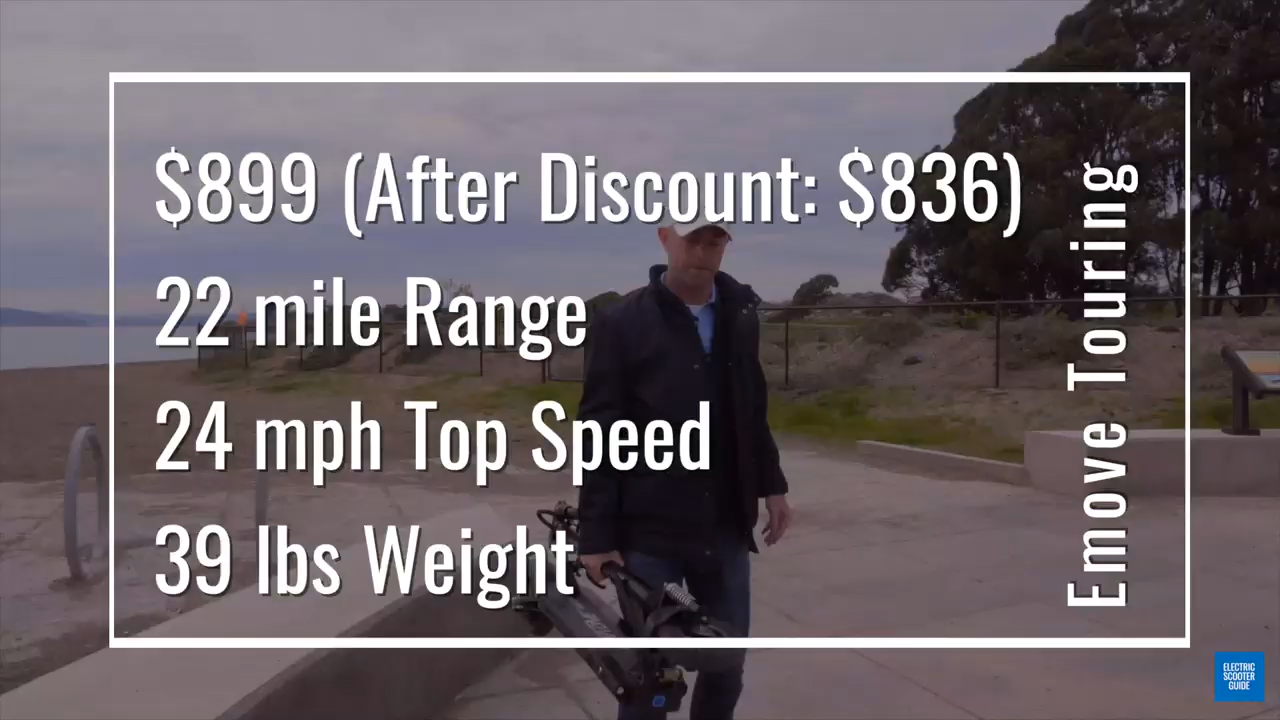 $899 (After Discount: $836)
22 mile Range
24 mph Top Speed
39 lbs Weight
Emove Touring
ELECTRIC
SCOOTER
GUIDE